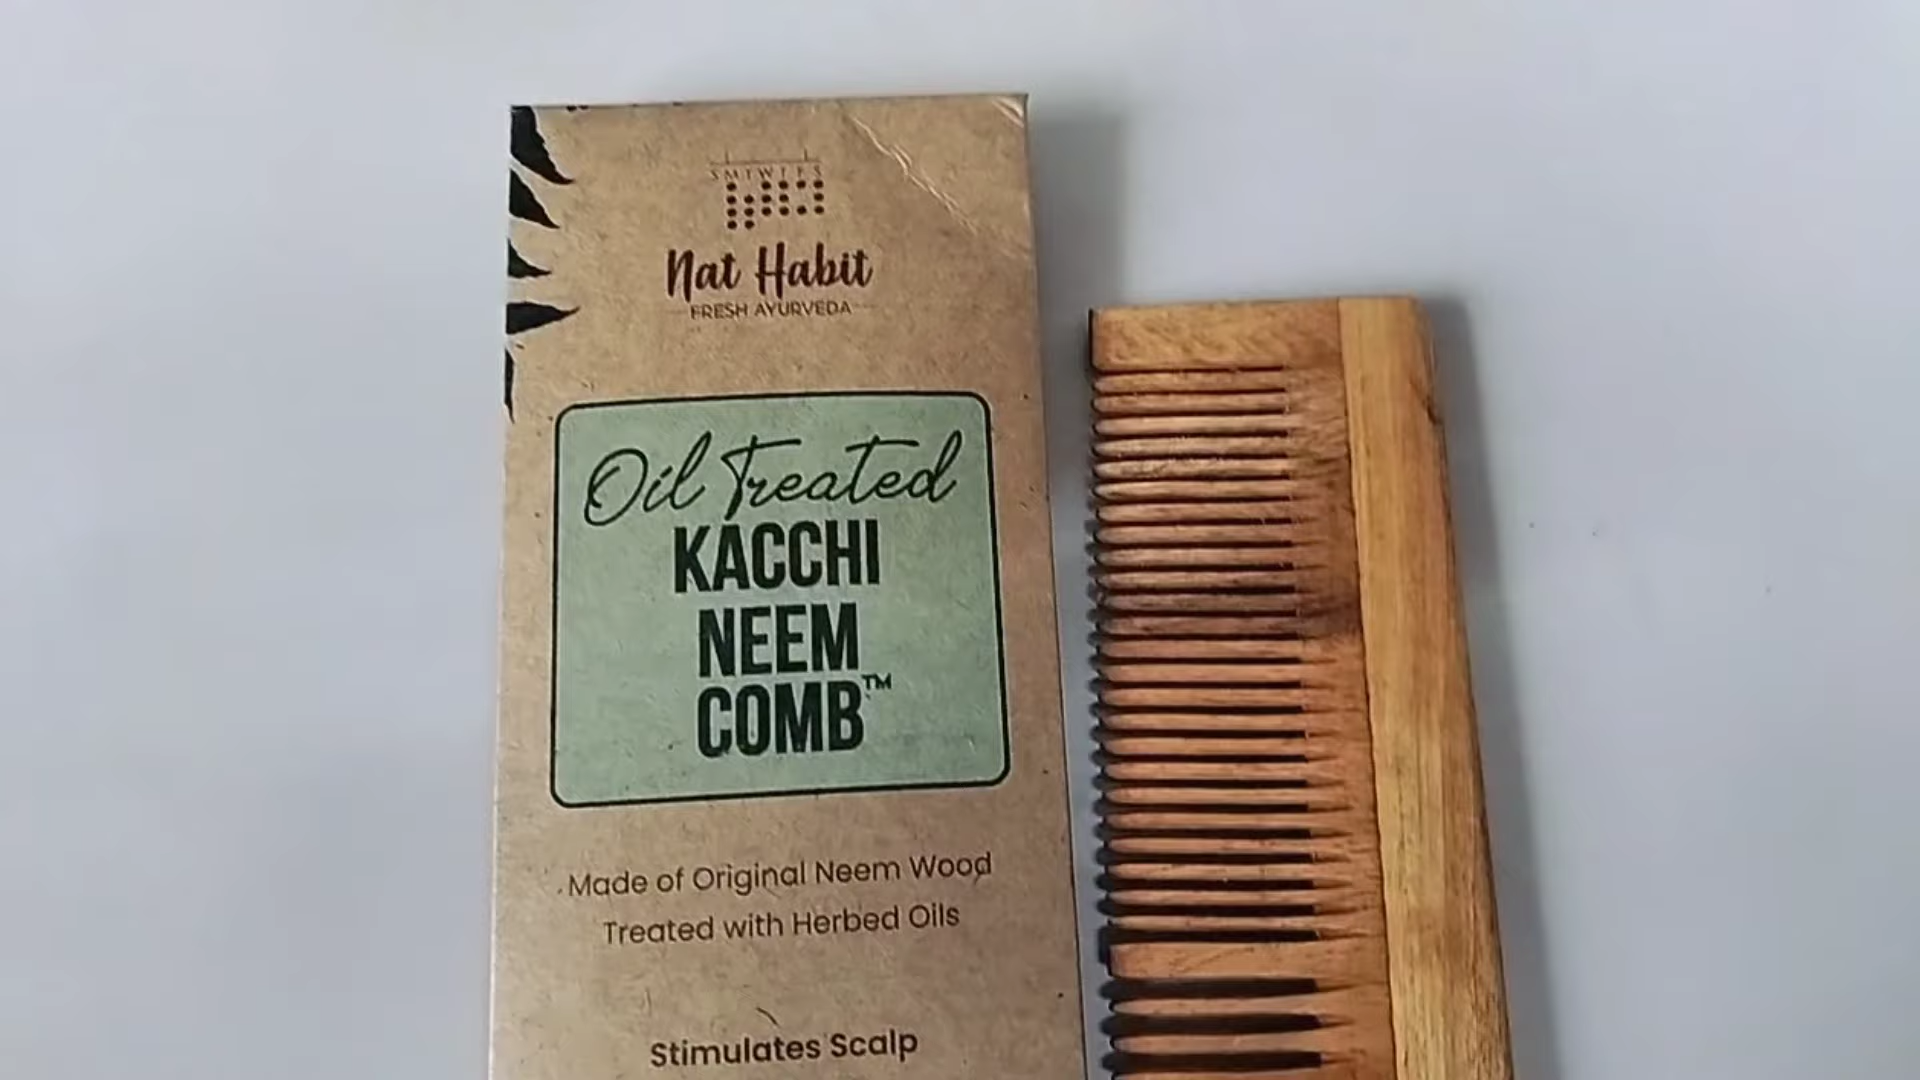 S M T W T F S
Nat Habit
FRESH AYURVEDA
Oil Treated
KACCHI
NEEM
COMB™
Made of Original Neem Wood
Treated with Herbed Oils
Stimulates Scalp